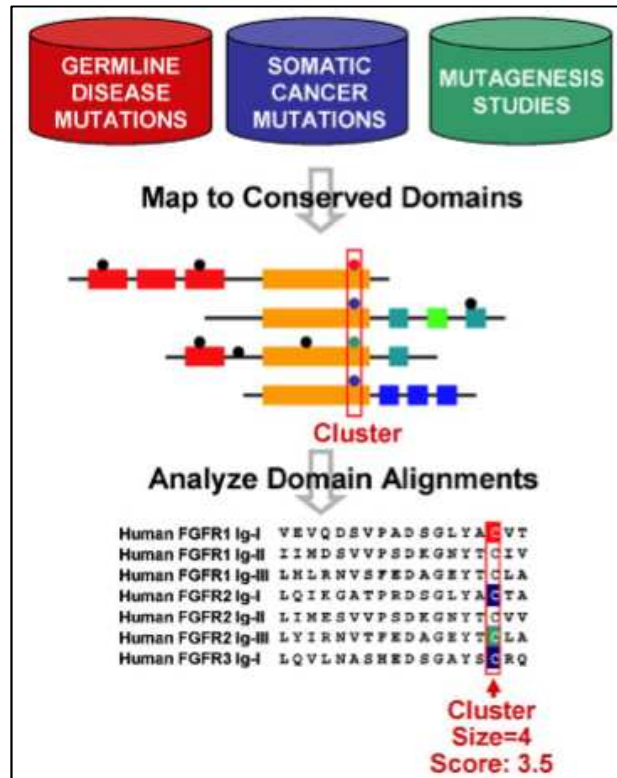 GERMLINE
DISEASE
MUTATIONS
SOMATIC
CANCER
MUTATIONS
MUTAGENESIS
STUDIES
Map to Conserved Domains
Cluster
Analyze Domain Alignments
Human FGFR1 Ig-I VEVQDSVPADSGLYACVT
Human FGFR1 Ig-II IIMDSVVPSDKGNYTCIV
Human FGFR1 Ig-III LHLRNVSFEDAGEYTCLA
Human FGFR2 Ig-I LQIKGATPRDSGLYACTA
Human FGFR2 Ig-II LIMESVVPSDKGNYTCVV
Human FGFR2 Ig-III LYIRNVTFEDAGEYTCLA
Human FGFR3 Ig-I LQVLNASHEDSGAYSCRQ
Cluster
Size=4
Score: 3.5